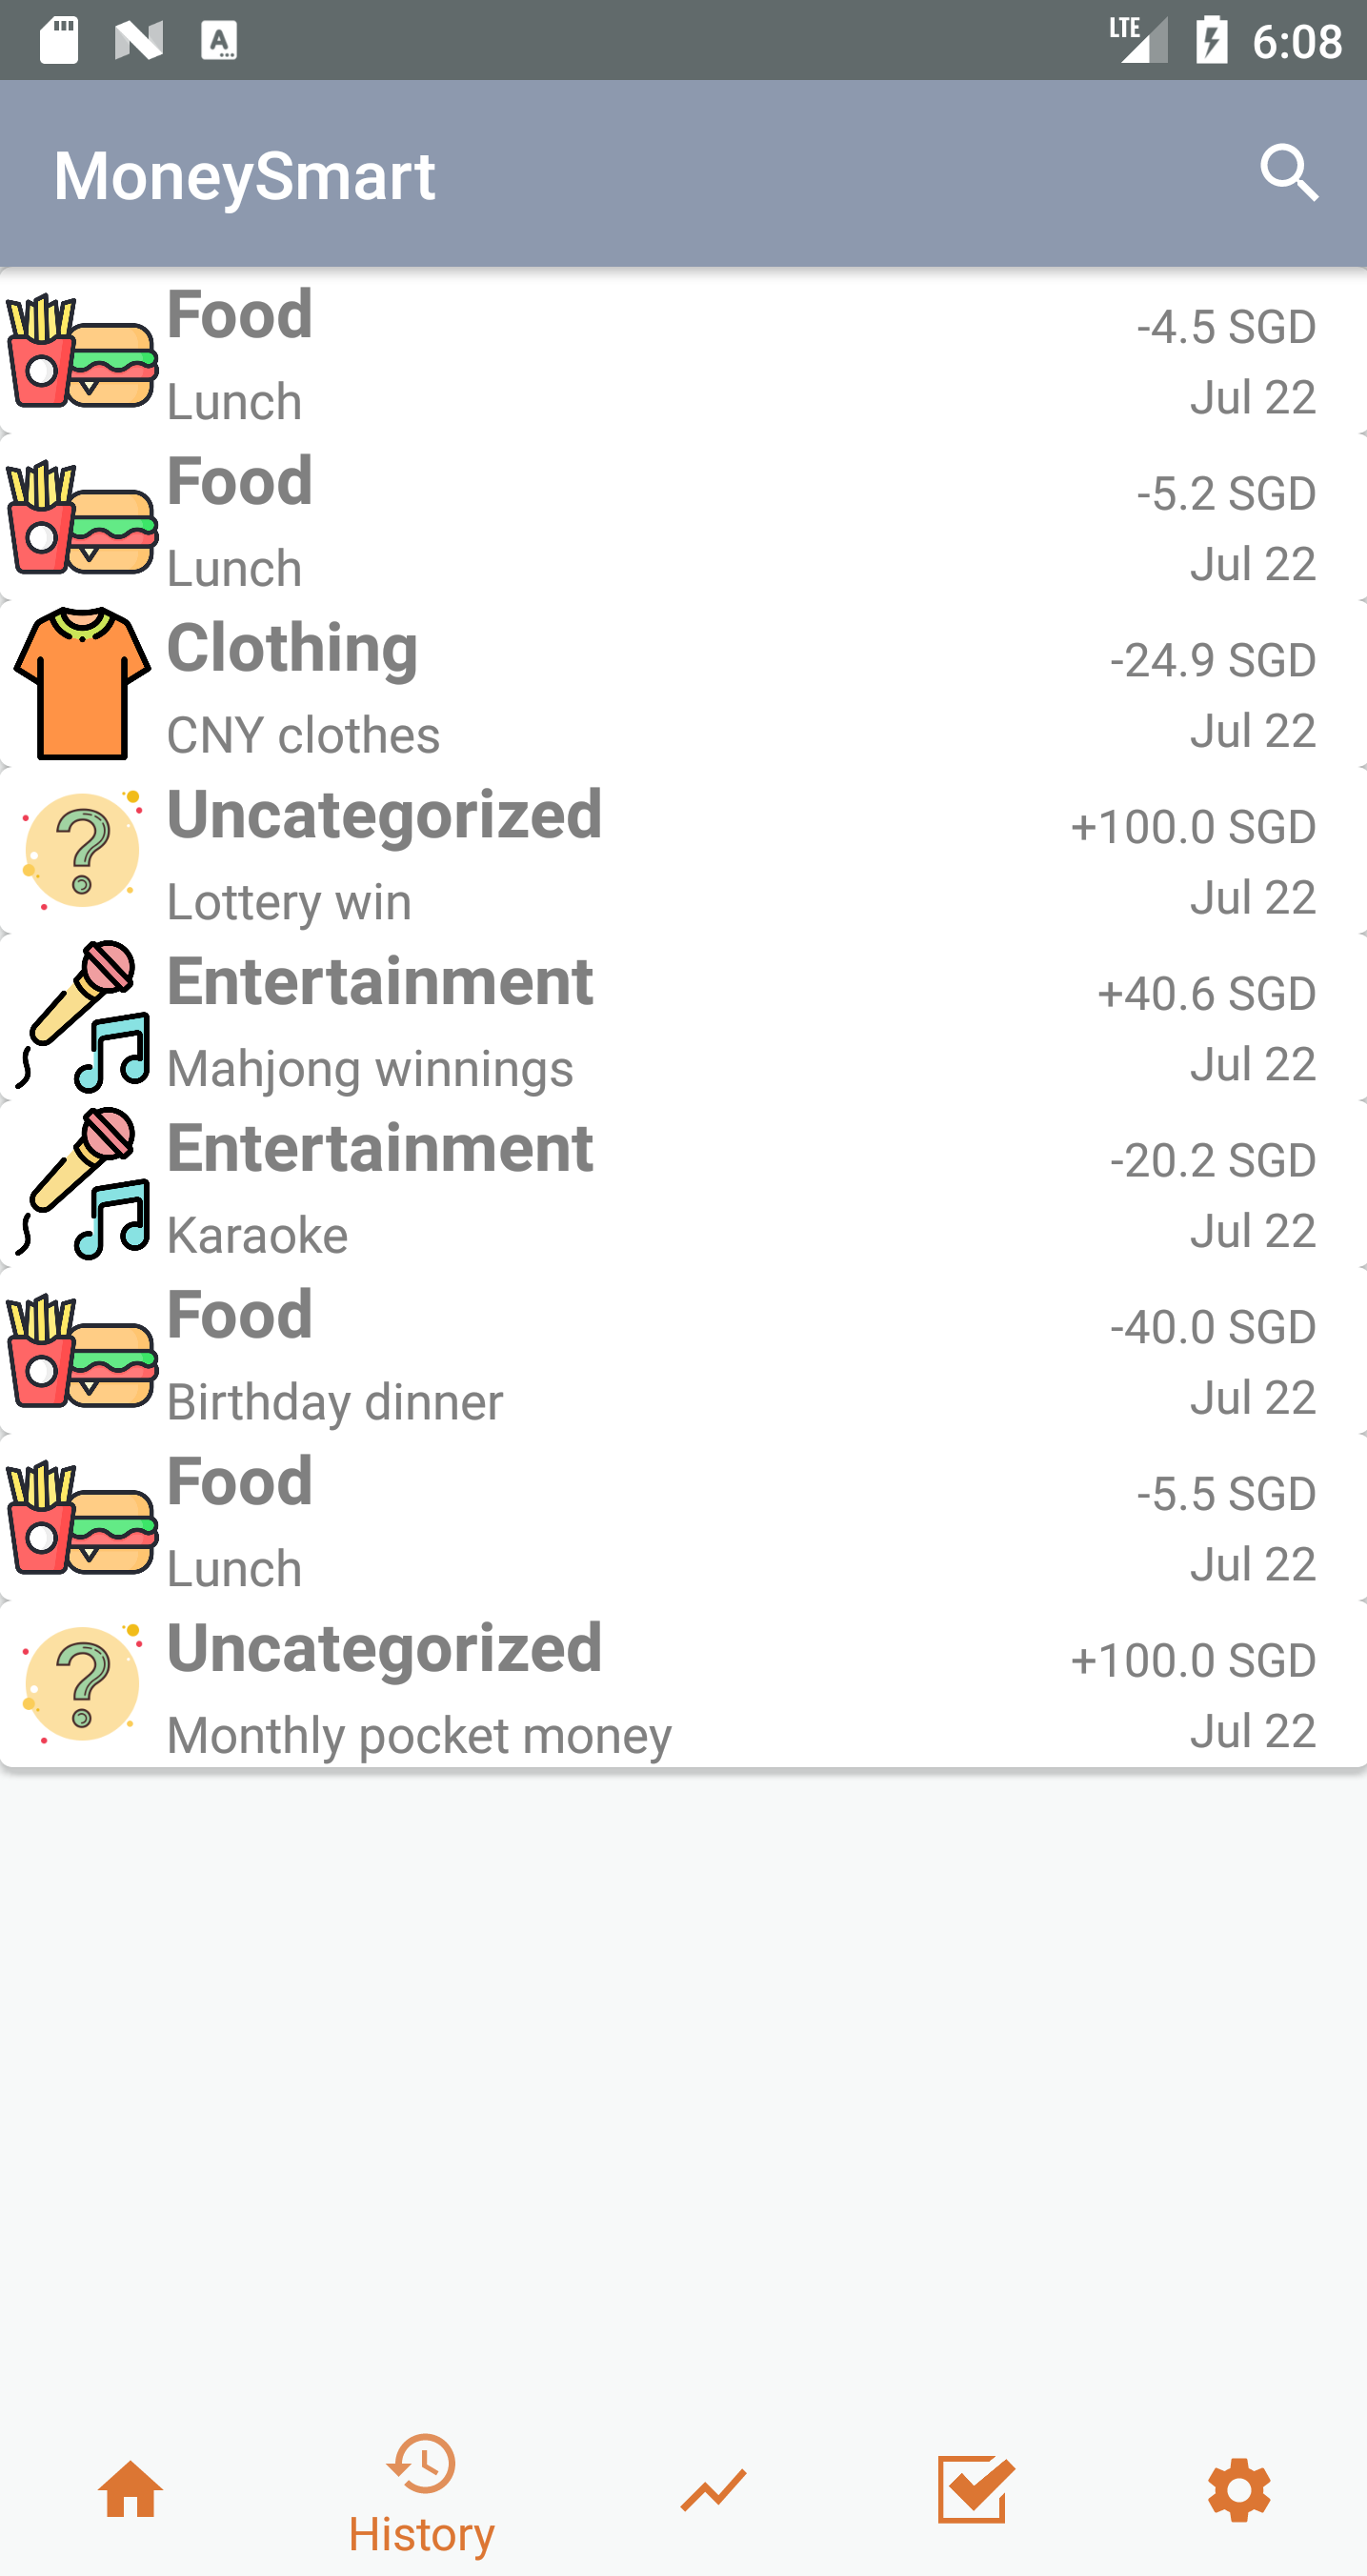 LTE 6:08
MoneySmart
Food
-4.5 SGD
Lunch
Jul 22
Food
-5.2 SGD
Lunch
Jul 22
Clothing
-24.9 SGD
CNY clothes
Jul 22
Uncategorized
+100.0 SGD
Lottery win
Jul 22
Entertainment
+40.6 SGD
Mahjong winnings
Jul 22
Entertainment
-20.2 SGD
Karaoke
Jul 22
Food
-40.0 SGD
Birthday dinner
Jul 22
Food
-5.5 SGD
Lunch
Jul 22
Uncategorized
+100.0 SGD
Monthly pocket money
Jul 22
History